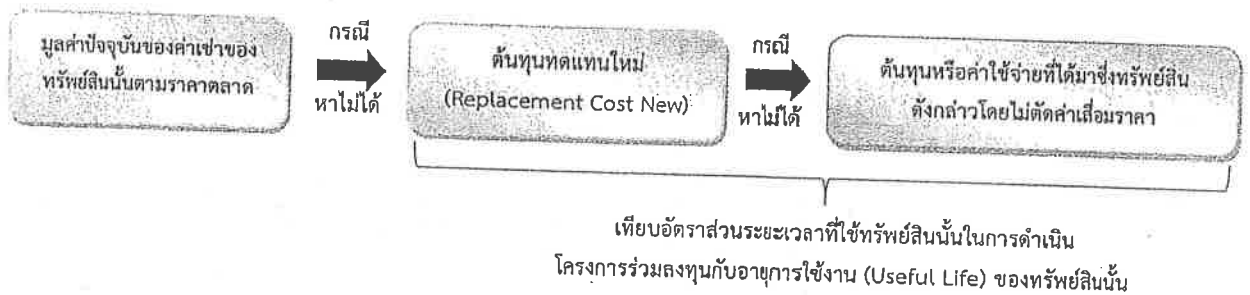 มูลค่าปัจจุบันของค่าเช่าของ
ทรัพย์สินนั้นตามราคาตลาด
กรณี
หาไม่ได้
ต้นทุนทดแทนใหม่
(Replacement Cost New)
กรณี
หาไม่ได้
ต้นทุนหรือค่าใช้จ่ายที่ได้มาซึ่งทรัพย์สิน
ดังกล่าวโดยไม่ตัดค่าเสื่อมราคา
เทียบอัตราส่วนระยะเวลาที่ใช้ทรัพย์สินนั้นในการดำเนิน
โครงการร่วมลงทุนกับอายุการใช้งาน (Useful Life) ของทรัพย์สินนั้น